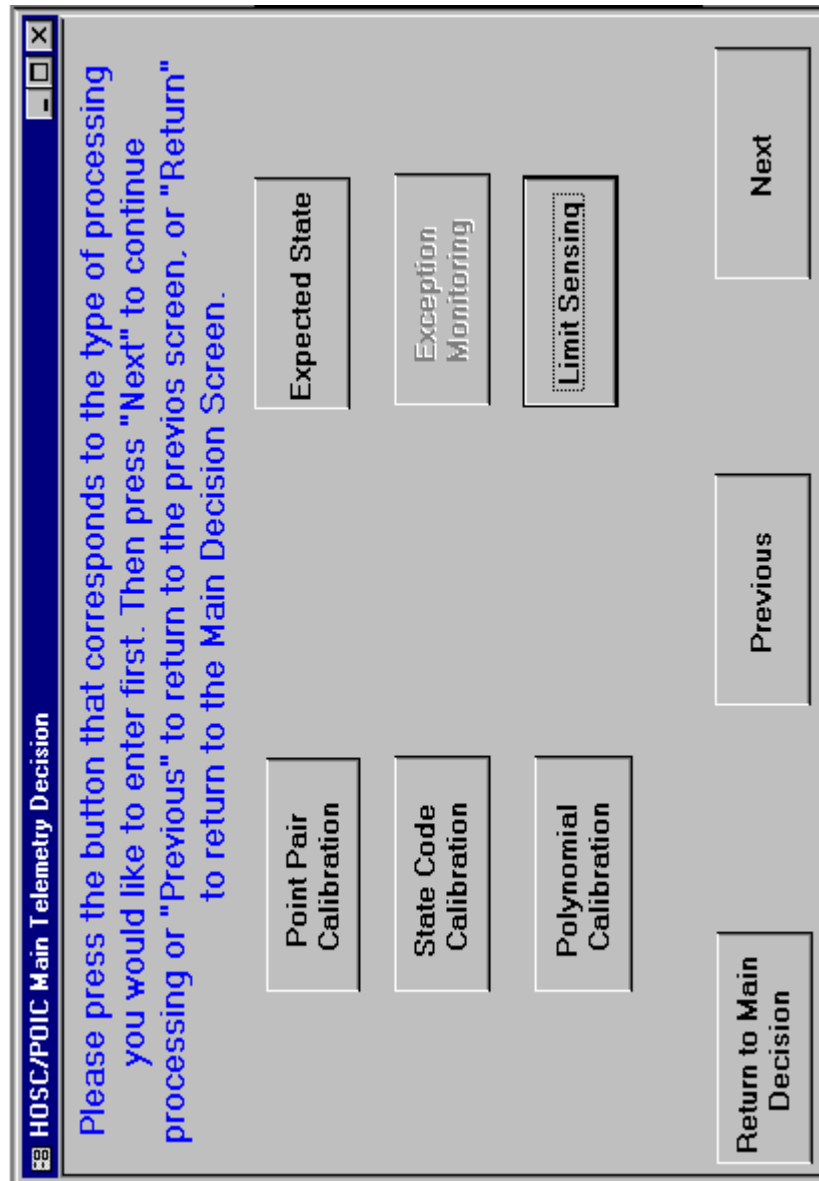 HOSC/POIC Main Telemetry Decision
Please press the button that corresponds to the type of processing
you would like to enter first. Then press "Next" to continue
processing or "Previous" to return to the previos screen, or "Return"
to return to the Main Decision Screen.
Point Pair
Calibration
Expected State
State Code
Calibration
Exception
Monitoring
Polynomial
Calibration
Limit Sensing
Return to Main
Decision
Previous
Next